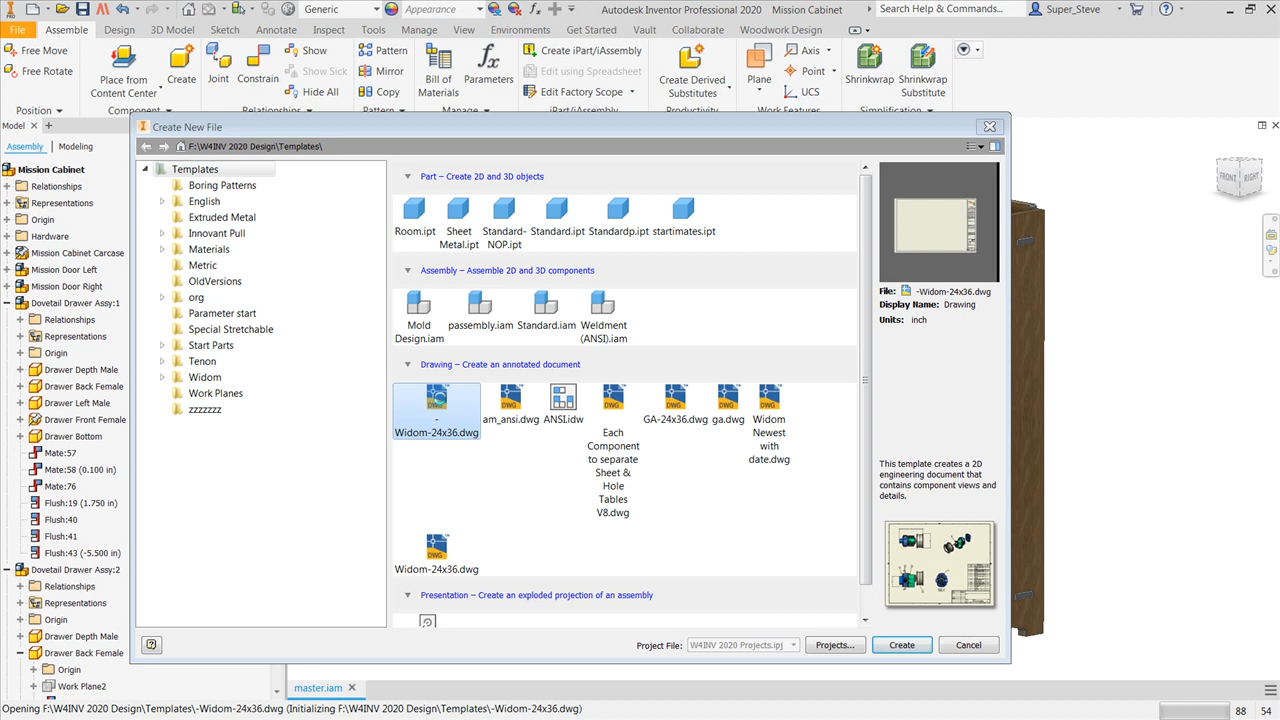 PRO
Generic
Appearance
Autodesk Inventor Professional 2020 Mission Cabinet
Search Help & Commands...
Super_Steve
File Assemble Design 3D Model Sketch Annotate Inspect Tools Manage View Environments Get Started Vault Collaborate Woodwork Design
Free Move
Free Rotate
Position
Place from
Content Center
Create
Component
Joint
Constrain
Show
Show Sick
Hide All
Relationships
Pattern
Mirror
Copy
Pattern
Bill of
Materials
Parameters
Manage
Create iPart/iAssembly
Edit using Spreadsheet
Edit Factory Scope
iPart/iAssembly
Create Derived
Substitutes
Productivity
Plane
Axis
Point
UCS
Work Features
Shrinkwrap
Shrinkwrap
Substitute
Simplification
Model
Assembly Modeling
Mission Cabinet
Relationships
Representations
Origin
Hardware
Mission Cabinet Carcase
Mission Door Left
Mission Door Right
Dovetail Drawer Assy:1
Relationships
Representations
Origin
Drawer Depth Male
Drawer Back Female
Drawer Left Male
Drawer Front Female
Drawer Bottom
Mate:57
Mate:58 (0.100 in)
Mate:76
Flush:19 (1.750 in)
Flush:40
Flush:41
Flush:43 (-5.500 in)
Dovetail Drawer Assy:2
Relationships
Representations
Origin
Drawer Depth Male
Drawer Back Female
Origin
Work Plane2
Create New File
F:\W4INV 2020 Design\Templates\
Templates
Boring Patterns
English
Extruded Metal
Innovant Pull
Materials
Metric
OldVersions
org
Parameter start
Special Stretchable
Start Parts
Tenon
Widom
Work Planes
zzzzzzz
Part – Create 2D and 3D objects
Room.ipt
Sheet
Metal.ipt
Standard-
NOP.ipt
Standard.ipt
Standardp.ipt
startimates.ipt
Assembly – Assemble 2D and 3D components
Mold
Design.iam
passembly.iam
Standard.iam
Weldment
(ANSI).iam
Drawing – Create an annotated document
-
Widom-24x36.dwg
am_ansi.dwg
ANSI.idw
Each
Component
to separate
Sheet &
Hole
Tables
V8.dwg
GA-24x36.dwg
ga.dwg
Widom
Newest
with
date.dwg
Widom-24x36.dwg
Presentation – Create an exploded projection of an assembly
File: -Widom-24x36.dwg
Display Name: Drawing
Units: inch
This template creates a 2D
engineering document that
contains component views and
details.
Project File: W4INV 2020 Projects.ipj
Projects...
Create
Cancel
FRONT
RIGHT
master.iam
Opening F:\W4INV 2020 Design\Templates\-Widom-24x36.dwg (Initializing F:\W4INV 2020 Design\Templates\-Widom-24x36.dwg)
88 54